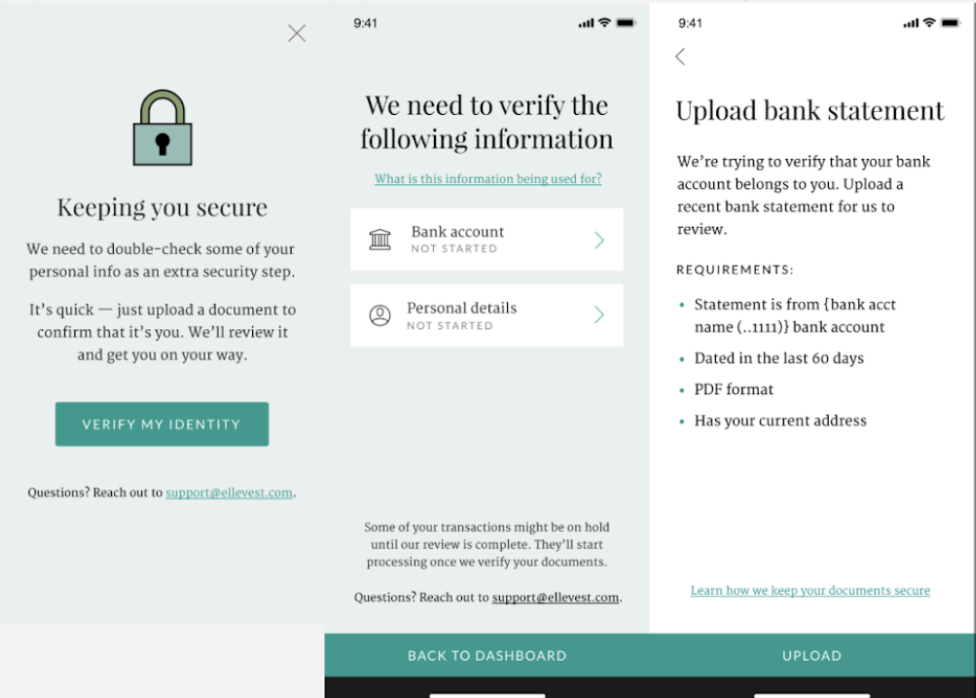 Keeping you secure
We need to double-check some of your
personal info as an extra security step.
It's quick — just upload a document to
confirm that it's you. We'll review it
and get you on your way.
VERIFY MY IDENTITY
Questions? Reach out to support@ellevest.com.
9:41
We need to verify the
following information
What is this information being used for?
Bank account
NOT STARTED
Personal details
NOT STARTED
Some of your transactions might be on hold
until our review is complete. They'll start
processing once we verify your documents.
Questions? Reach out to support@ellevest.com.
BACK TO DASHBOARD
9:41
Upload bank statement
We're trying to verify that your bank
account belongs to you. Upload a
recent bank statement for us to
review.
REQUIREMENTS:
• Statement is from {bank acct
name (..1111)} bank account
• Dated in the last 60 days
• PDF format
• Has your current address
Learn how we keep your documents secure
UPLOAD